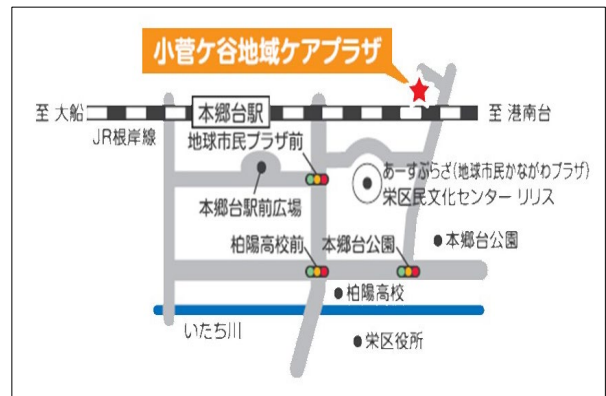 小菅ケ谷地域ケアプラザ
至 大船
本郷台駅
至 港南台
JR根岸線
地球市民プラザ前
あーすぷらざ(地球市民かながわプラザ)
栄区民文化センター リリス
本郷台駅前広場
柏陽高校前
本郷台公園
本郷台公園
柏陽高校
いたち川
栄区役所